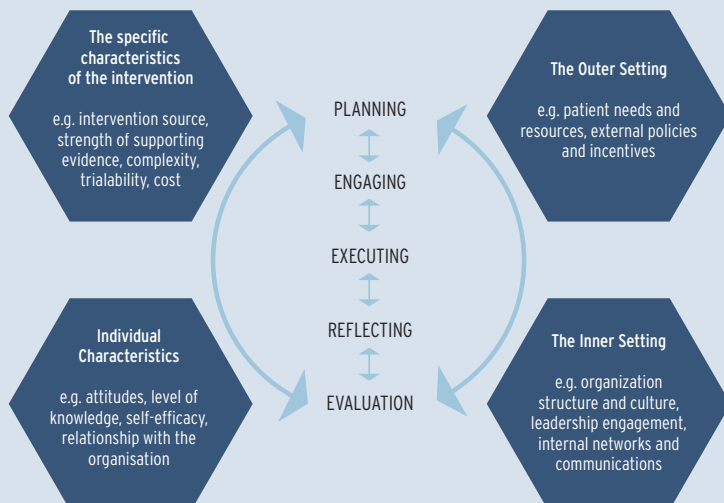 The specific
characteristics
of the intervention
e.g. intervention source,
strength of supporting
evidence, complexity,
trialability, cost
The Outer Setting
e.g. patient needs and
resources, external policies
and incentives
PLANNING
ENGAGING
EXECUTING
REFLECTING
EVALUATION
Individual
Characteristics
e.g. attitudes, level of
knowledge, self-efficacy,
relationship with the
organisation
The Inner Setting
e.g. organization
structure and culture,
leadership engagement,
internal networks and
communications